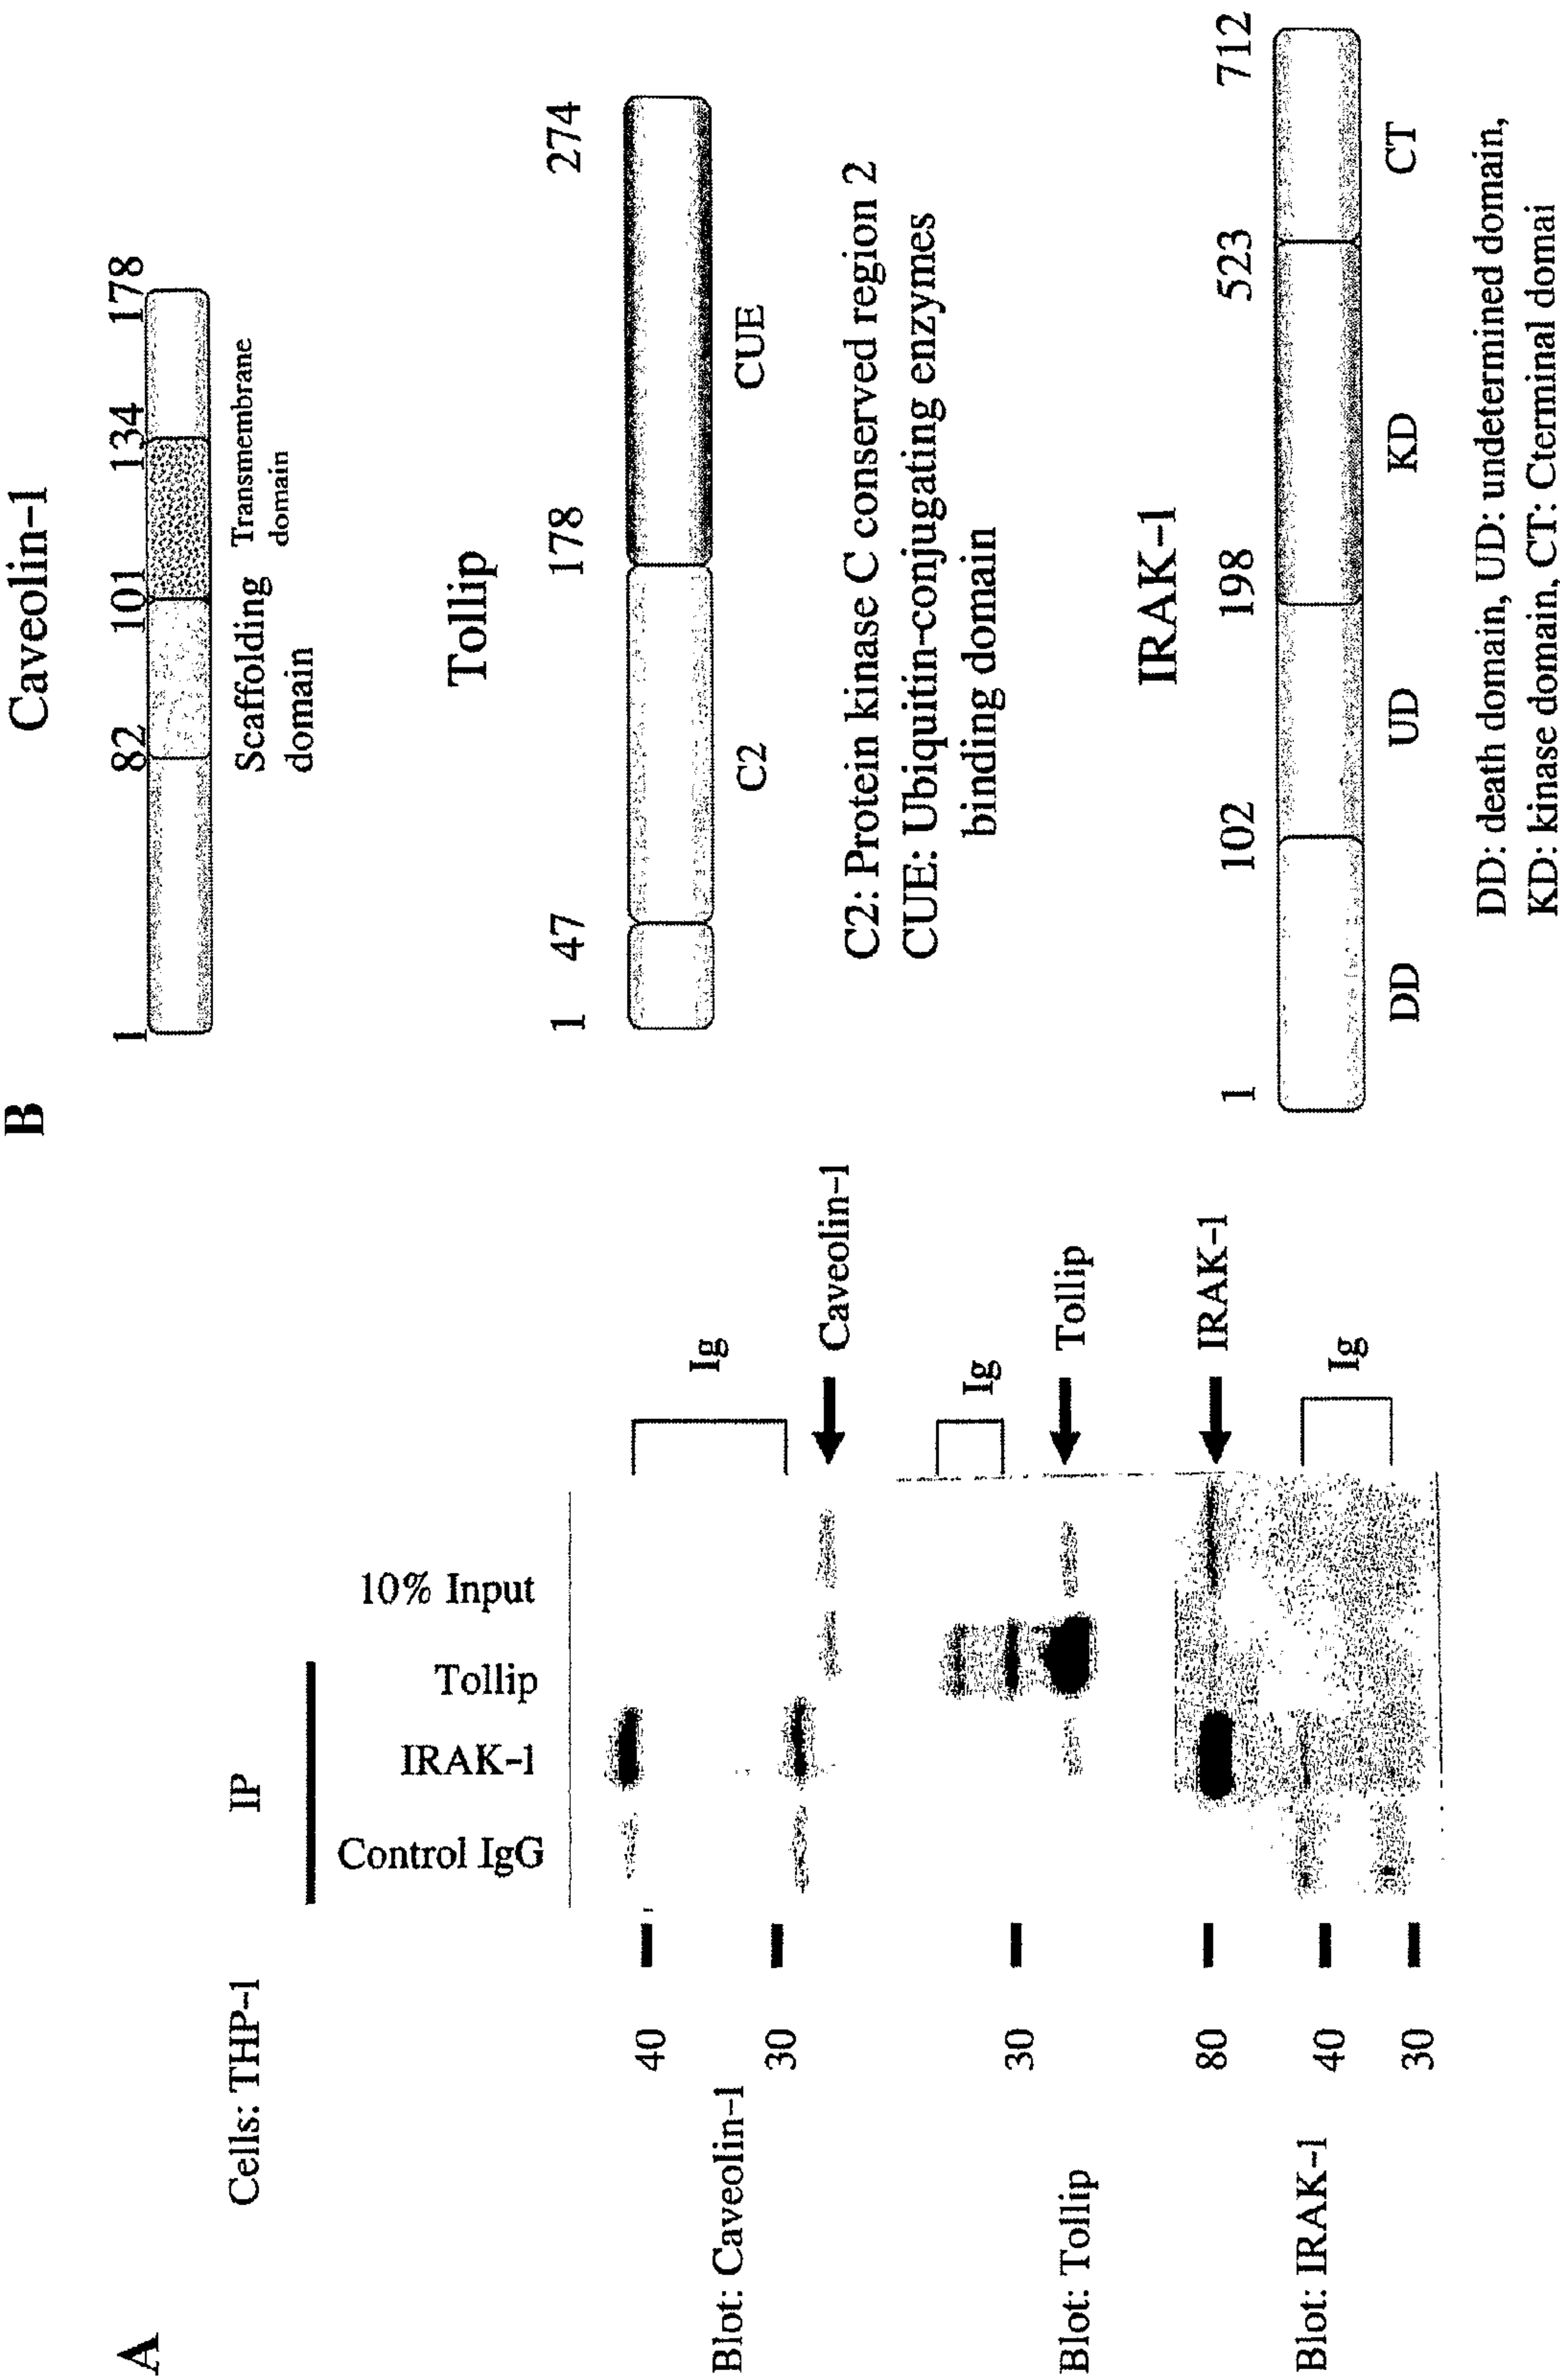 A
Cells: THP-1
IP
Control IgG
IRAK-1
Tollip
10% Input
Blot: Caveolin-1
40
30
Ig
Caveolin-1
Blot: Tollip
30
Ig
Tollip
Blot: IRAK-1
80
40
30
IRAK-1
Ig
B
Caveolin-1
1 82 101 134 178
Scaffolding domain
Transmembrane domain
Tollip
1 47 178 274
C2 CUE
C2: Protein kinase C conserved region 2
CUE: Ubiquitin-conjugating enzymes
binding domain
IRAK-1
1 102 198 523 712
DD UD KD CT
DD: death domain, UD: undetermined domain,
KD: kinase domain, CT: Cterminal domai